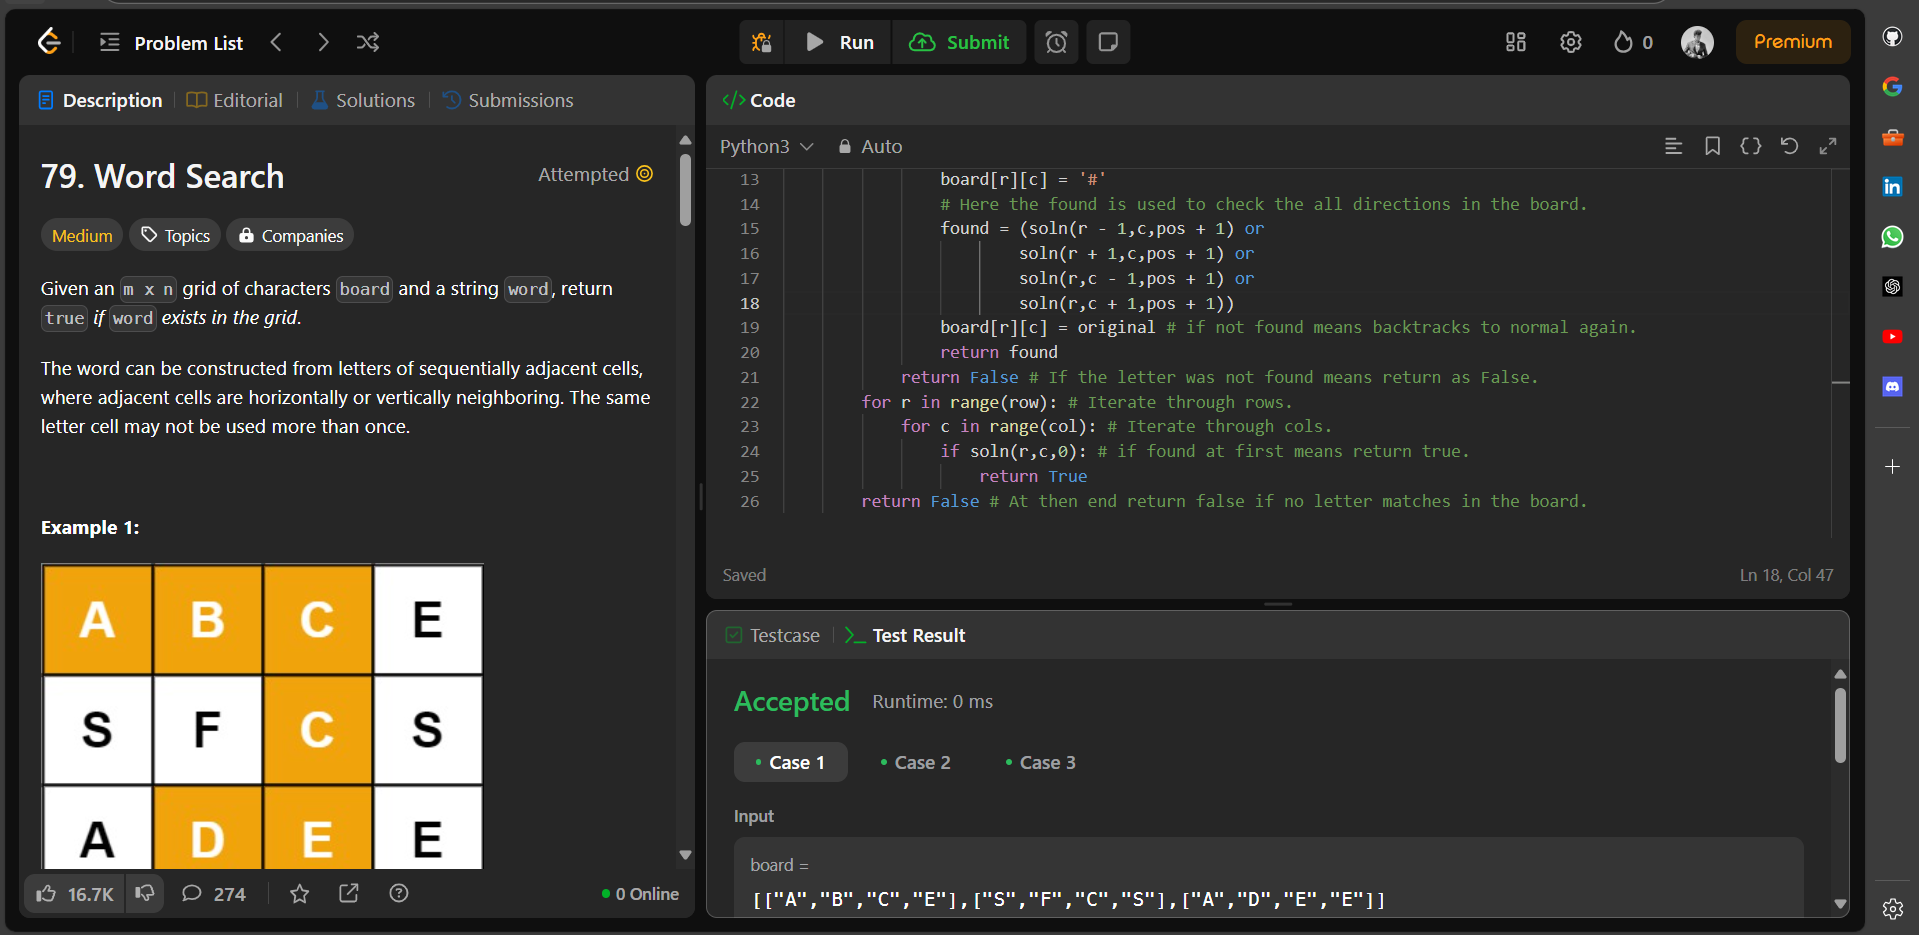 Problem List
Run
Submit
0
Premium
Description
Editorial
Solutions
Submissions
79. Word Search
Attempted
Medium
Topics
Companies
Given an m x n grid of characters board and a string word, return
true if word exists in the grid.
The word can be constructed from letters of sequentially adjacent cells,
where adjacent cells are horizontally or vertically neighboring. The same
letter cell may not be used more than once.
Example 1:
A B C E
S F C S
A D E E
16.7K
274
0 Online
</> Code
Python3
Auto
13 board[r][c] = '#'
14 # Here the found is used to check the all directions in the board.
15 found = (soln(r - 1,c,pos + 1) or
16 soln(r + 1,c,pos + 1) or
17 soln(r,c - 1,pos + 1) or
18 soln(r,c + 1,pos + 1))
19 board[r][c] = original # if not found means backtracks to normal again.
20 return found
21 return False # If the letter was not found means return as False.
22 for r in range(row): # Iterate through rows.
23 for c in range(col): # Iterate through cols.
24 if soln(r,c,0): # if found at first means return true.
25 return True
26 return False # At then end return false if no letter matches in the board.
Saved
Ln 18, Col 47
Testcase
Test Result
Accepted
Runtime: 0 ms
Case 1
Case 2
Case 3
Input
board =
[["A","B","C","E"],["S","F","C","S"],["A","D","E","E"]]